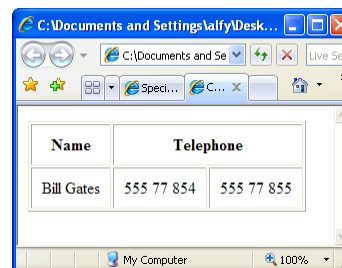 C:\Documents and Settings\alfy\Desk...
C:\Documents and Se
Live Se
Speci...
C...
Name Telephone
Bill Gates 555 77 854 555 77 855
My Computer 100%